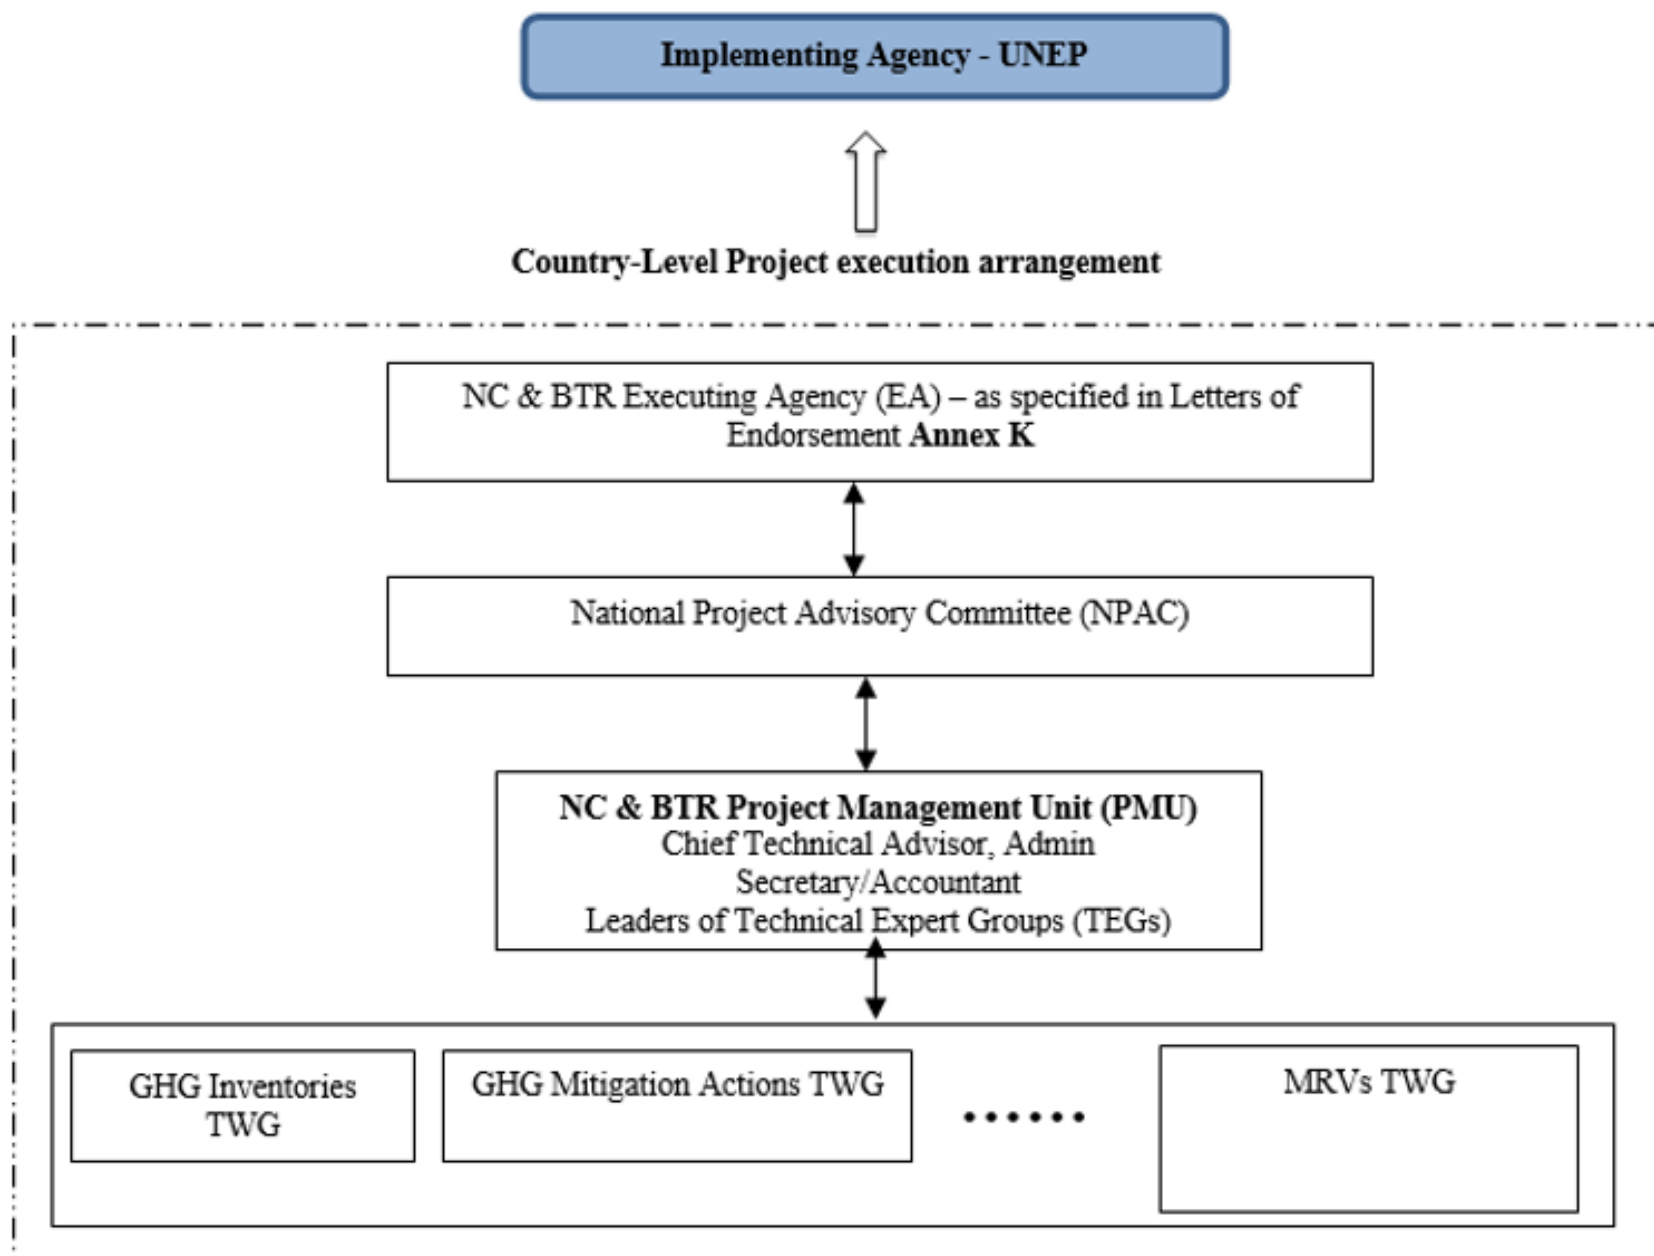 Implementing Agency - UNEP
Country-Level Project execution arrangement
NC & BTR Executing Agency (EA) – as specified in Letters of
Endorsement Annex K
National Project Advisory Committee (NPAC)
NC & BTR Project Management Unit (PMU)
Chief Technical Advisor, Admin
Secretary/Accountant
Leaders of Technical Expert Groups (TEGs)
GHG Inventories
TWG
GHG Mitigation Actions TWG
......
MRVs TWG